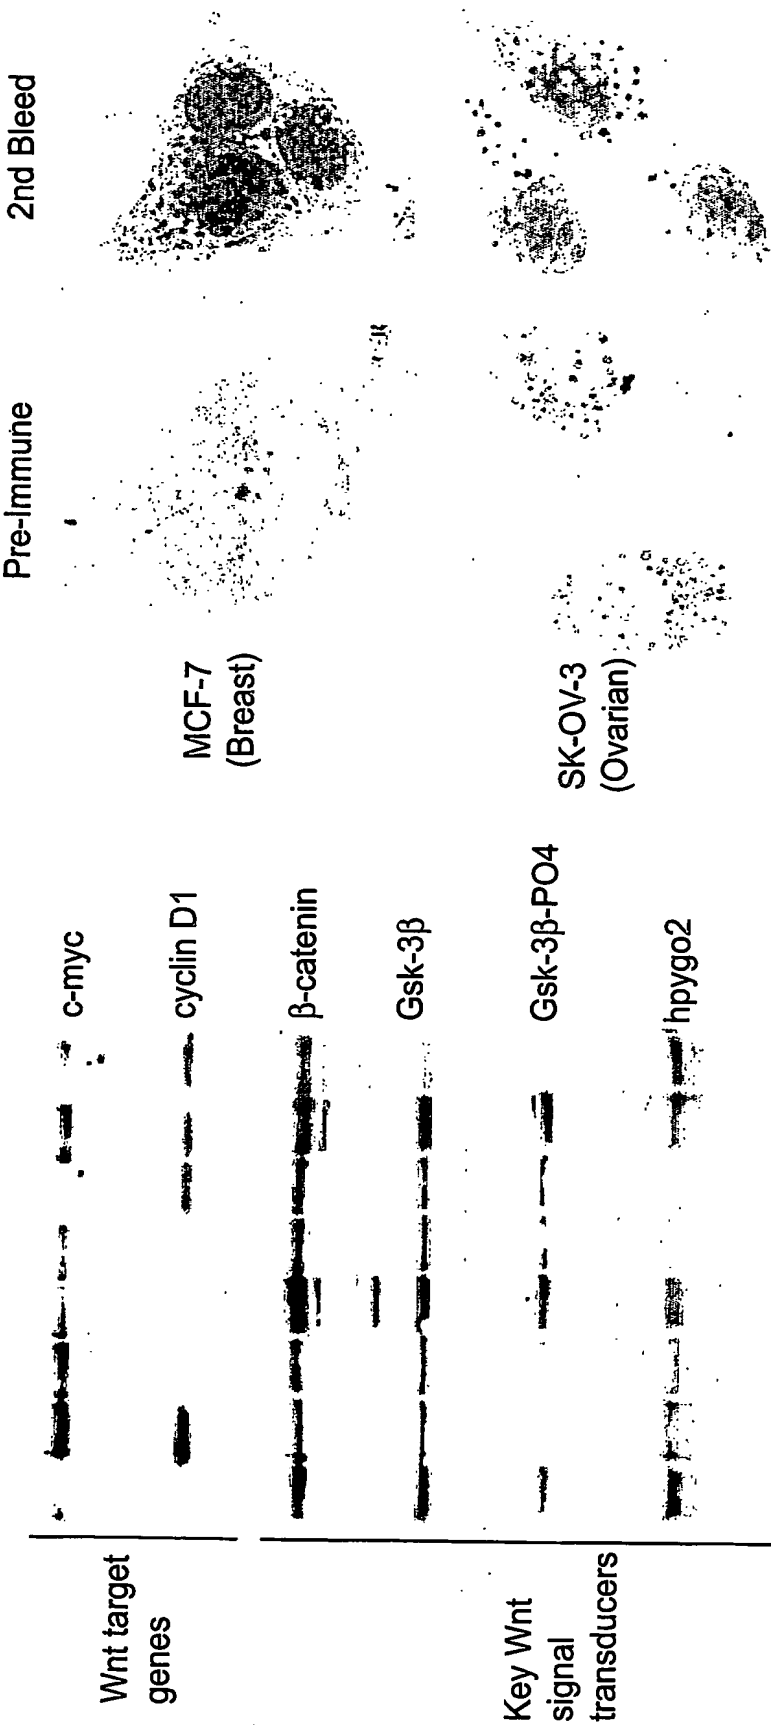 Wnt target
genes
c-myc
cyclin D1
Key Wnt
signal
transducers
β-catenin
Gsk-3β
Gsk-3β-PO4
hpygo2
Pre-Immune
2nd Bleed
MCF-7
(Breast)
SK-OV-3
(Ovarian)